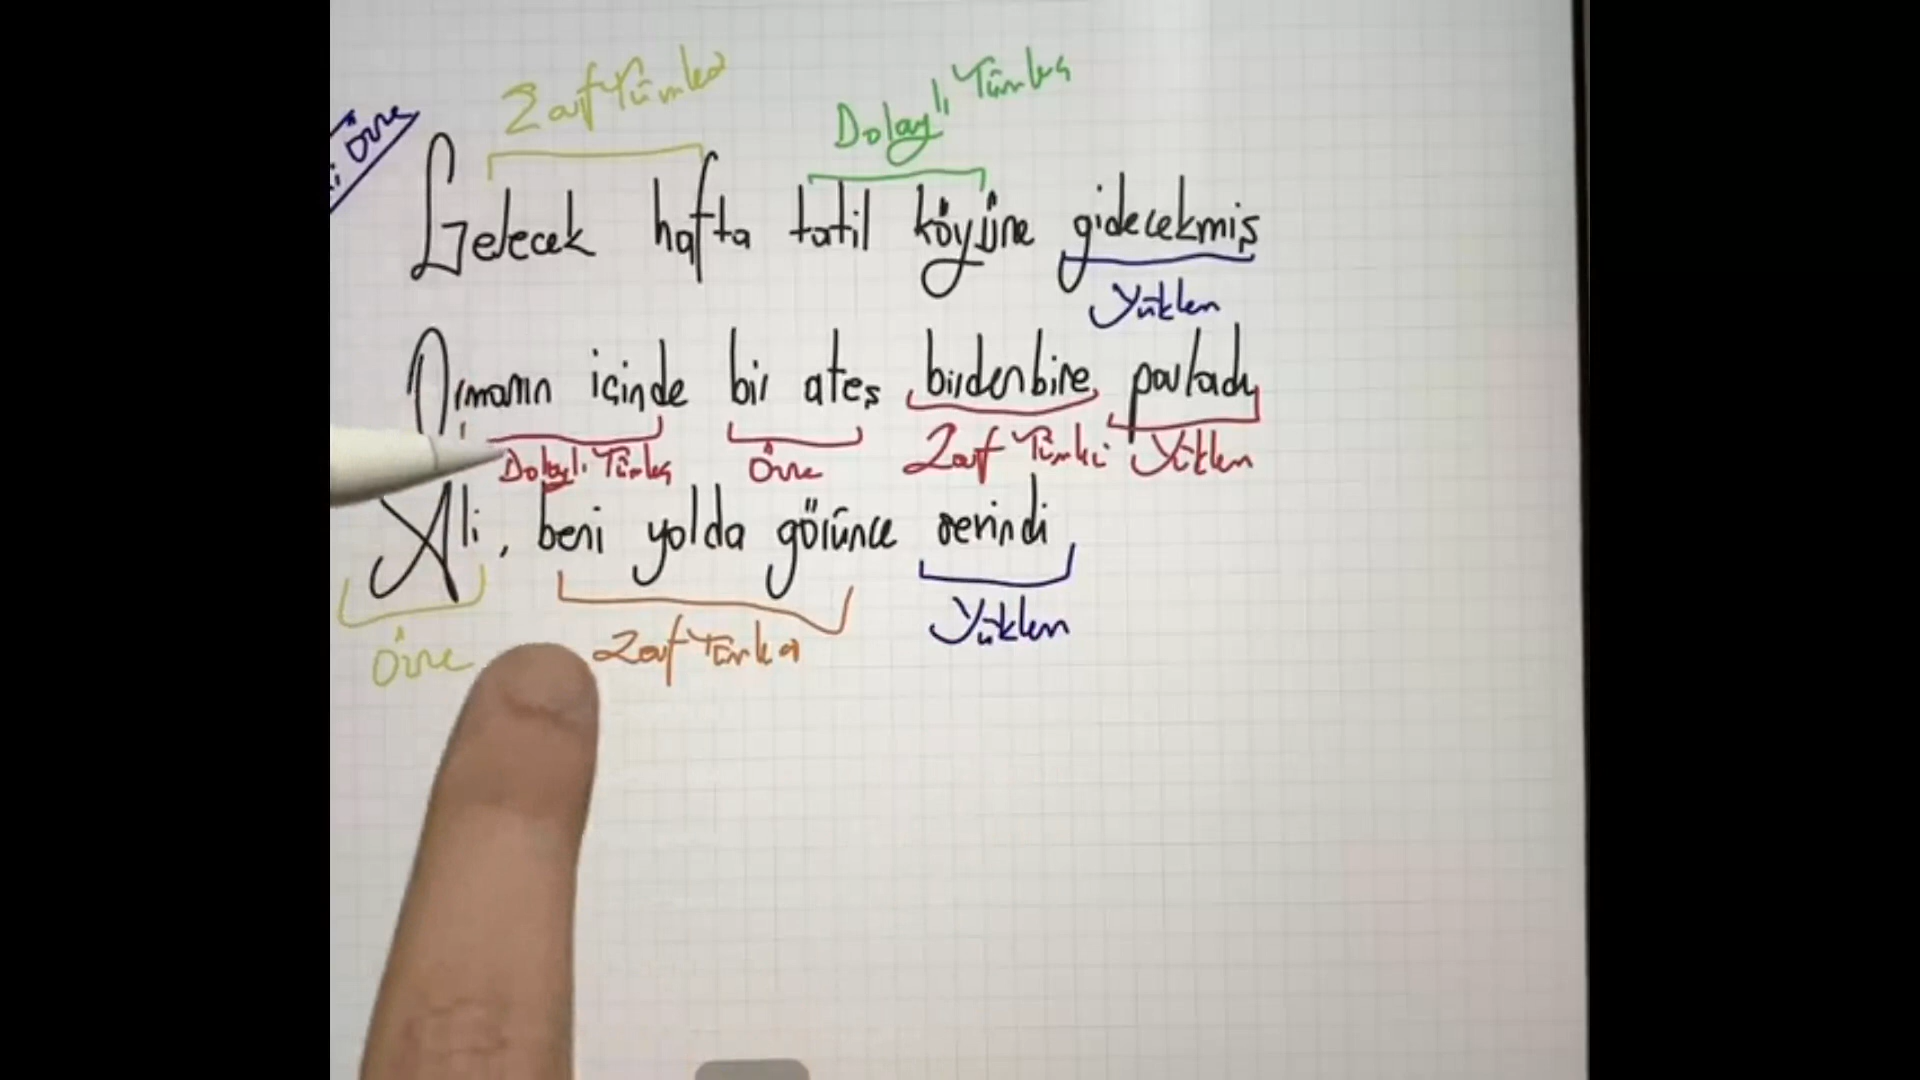 Zarf Tümleci
Dolaylı Tümleç
Özne
Gelecek hafta tatil köyüne gidecekmiş
Yüklem
Ormanın içinde bir ateş birdenbire parladı
Dolaylı Tümleç Özne Zarf Tümleci Yüklem
Ali, beni yolda görünce sevindi
Özne Zarf Tümleci Yüklem